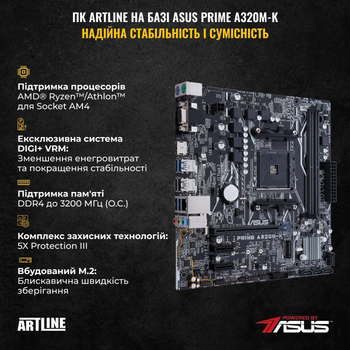 ПК ARTLINE НА БАЗІ ASUS PRIME A320M-K
НАДІЙНА СТАБІЛЬНІСТЬ І СУМІСНІСТЬ
Підтримка процесорів
AMD® Ryzen™/Athlon™
для Socket AM4
Ексклюзивна система
DIGI+ VRM:
Зменшення енерговитрат
та покращення стабільності
Підтримка пам'яті
DDR4 до 3200 МГц (О.С.)
Комплекс захисних технологій:
5X Protection III
Вбудований M.2:
Блискавична швидкість
зберігання
ASUS
PRIME A320M-K
ARTLINE
POWERED BY
ASUS